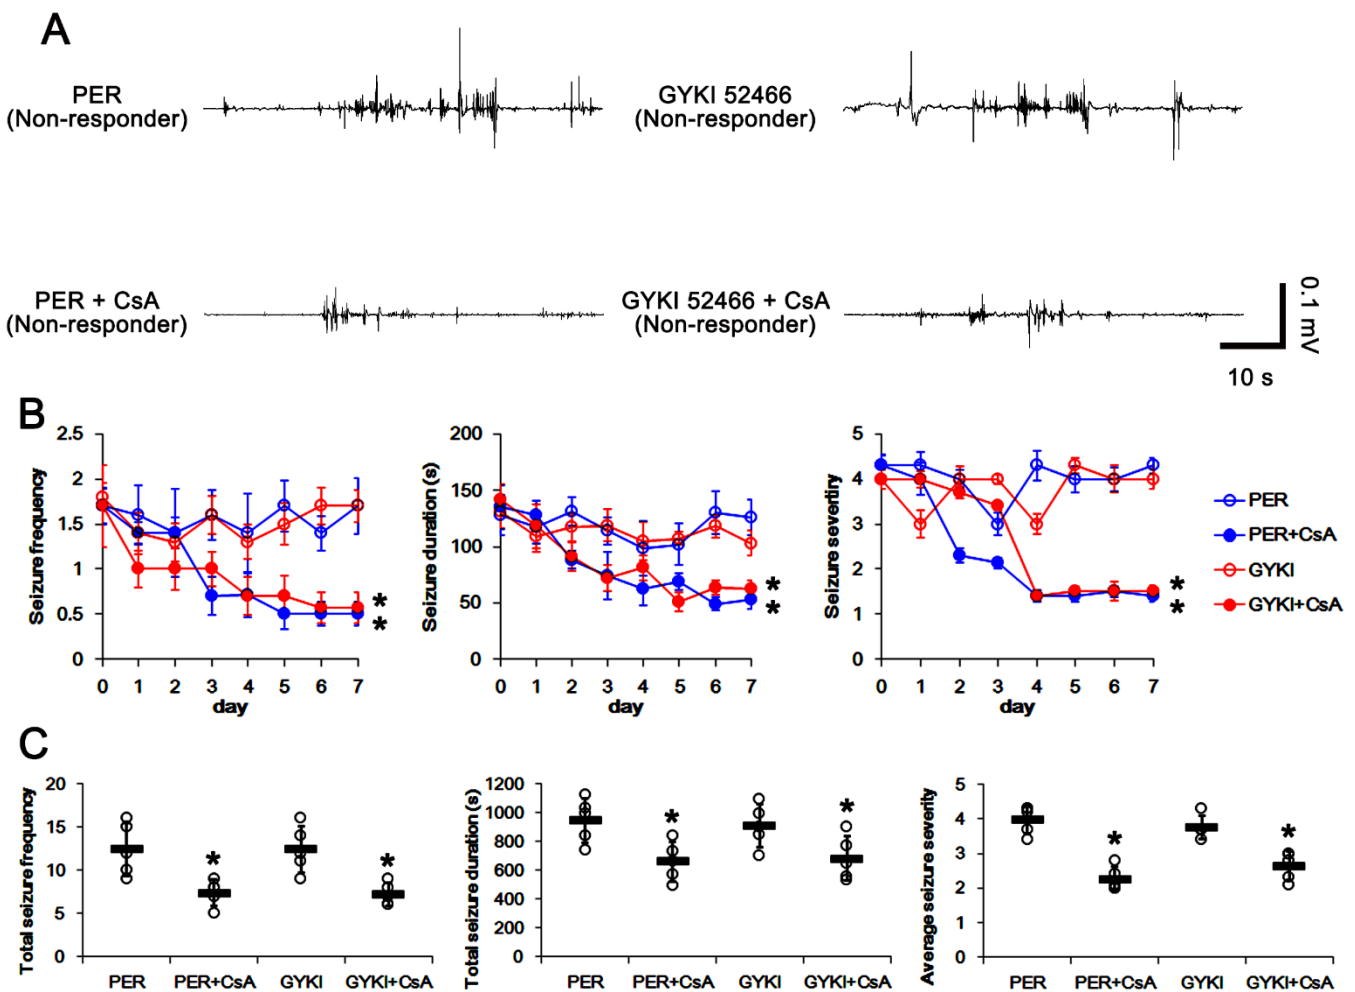 A
PER
(Non-responder)
GYKI 52466
(Non-responder)
PER + CsA
(Non-responder)
GYKI 52466 + CsA
(Non-responder)
0.1 mV
10 s
B
Seizure frequency
2.5
2
1.5
1
0.5
0
0 1 2 3 4 5 6 7
day
*
*
Seizure duration (s)
200
150
100
50
0
0 1 2 3 4 5 6 7
day
*
*
Seizure severtiry
5
4
3
2
1
0
0 1 2 3 4 5 6 7
day
*
*
PER
PER+CsA
GYKI
GYKI+CsA
C
Total seizure frequency
20
15
10
5
0
*
*
PER PER+CsA GYKI GYKI+CsA
Total seizure duration (s)
1200
1000
800
600
400
200
0
*
*
PER PER+CsA GYKI GYKI+CsA
Average seizure severity
5
4
3
2
1
0
*
*
PER PER+CsA GYKI GYKI+CsA